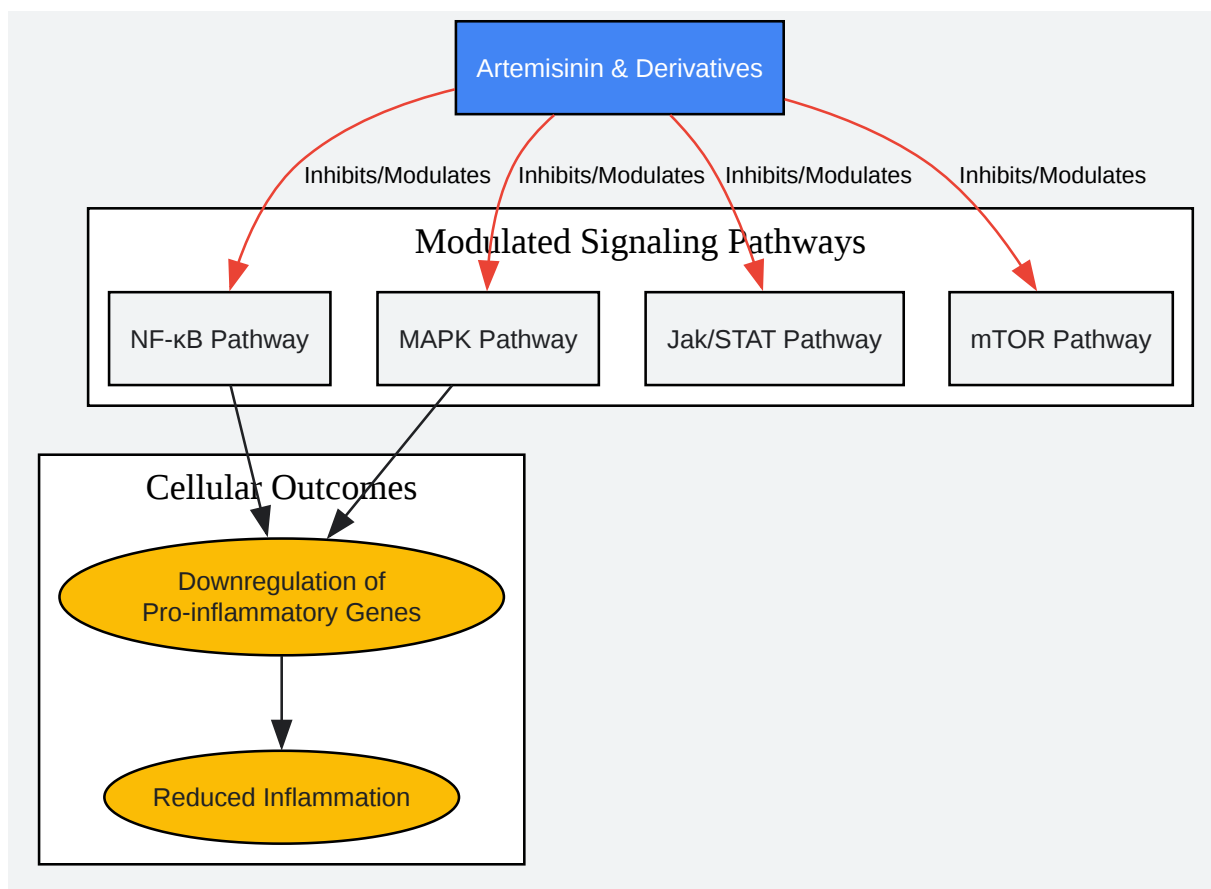 Artemisinin & Derivatives
Inhibits/Modulates
Inhibits/Modulates
Inhibits/Modulates
Inhibits/Modulates
Modulated Signaling Pathways
NF-κB Pathway
MAPK Pathway
Jak/STAT Pathway
mTOR Pathway
Cellular Outcomes
Downregulation of
Pro-inflammatory Genes
Reduced Inflammation